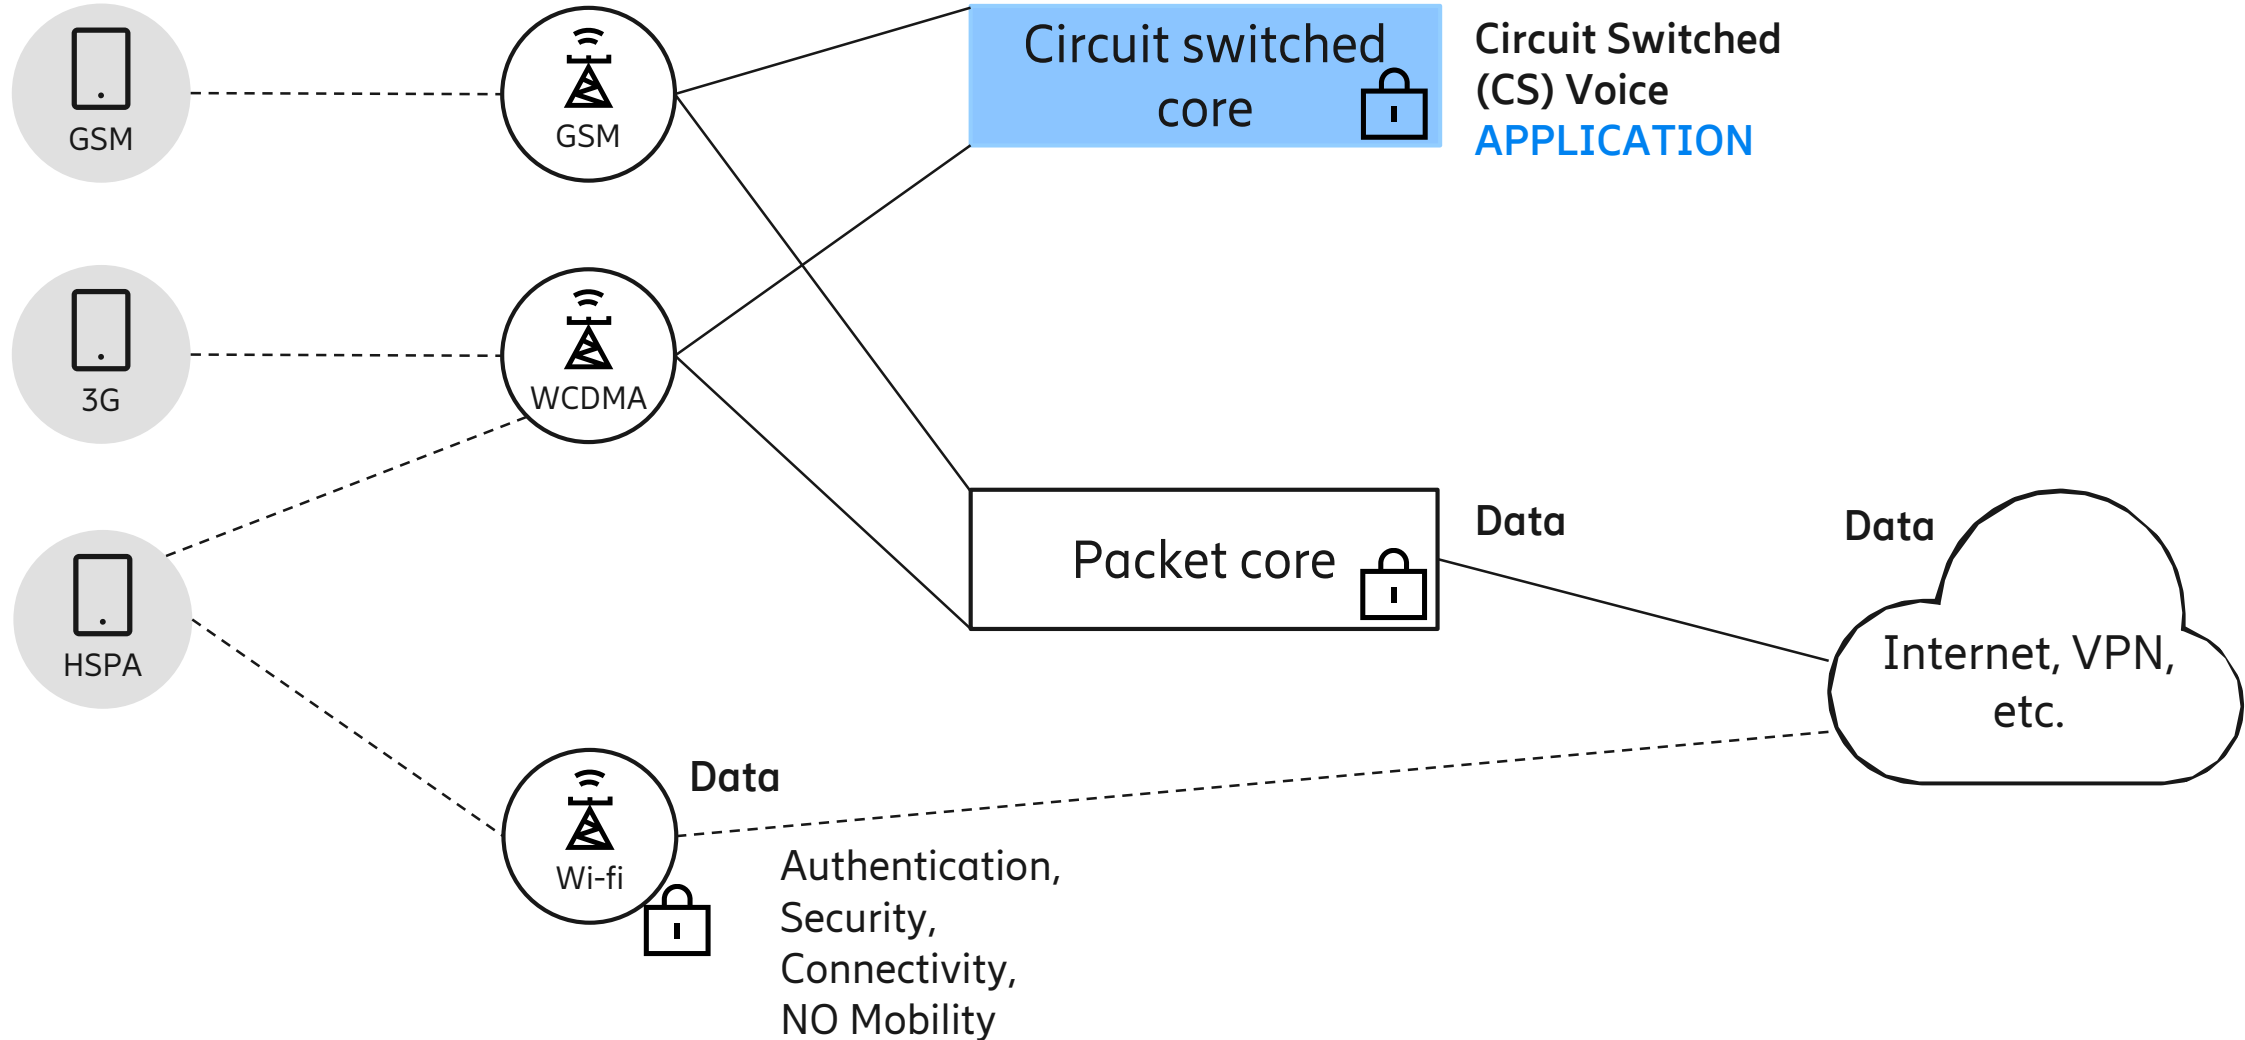 GSM
GSM
Circuit switched
core
Circuit Switched
(CS) Voice
APPLICATION
3G
WCDMA
HSPA
Packet core
Data
Data
Internet, VPN,
etc.
Wi-fi
Data
Authentication,
Security,
Connectivity,
NO Mobility